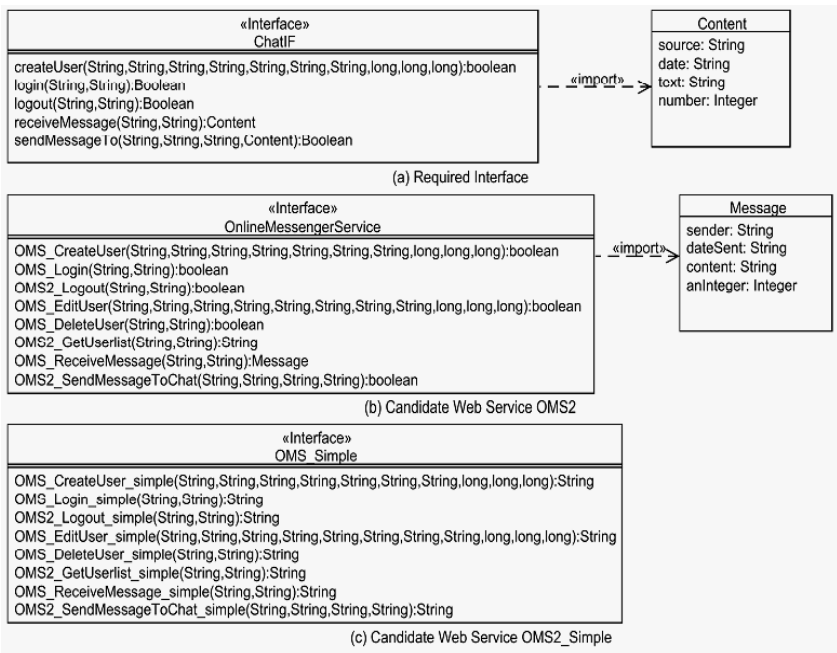 «Interface»
ChatIF
createUser(String,String,String,String,String,String,long,long,long):boolean
login(String,String):Boolean
logout(String,String):Boolean
receiveMessage(String,String):Content
sendMessageTo(String,String,String,Content):Boolean
«import»
Content
source: String
date: String
text: String
number: Integer
(a) Required Interface
«Interface»
OnlineMessengerService
OMS_CreateUser(String,String,String,String,String,String,long,long,long):boolean
OMS_Login(String,String):boolean
OMS2_Logout(String,String):boolean
OMS_EditUser(String,String,String,String,String,String,String,long,long,long):boolean
OMS_DeleteUser(String,String):boolean
OMS2_GetUserlist(String,String):String
OMS_ReceiveMessage(String,String):Message
OMS2_SendMessageToChat(String,String,String,String):boolean
«import»
Message
sender: String
dateSent: String
content: String
anInteger: Integer
(b) Candidate Web Service OMS2
«Interface»
OMS_Simple
OMS_CreateUser_simple(String,String,String,String,String,String,long,long,long):String
OMS_Login_simple(String,String):String
OMS2_Logout_simple(String,String):String
OMS_EditUser_simple(String,String,String,String,String,String,String,long,long,long):String
OMS_DeleteUser_simple(String,String):String
OMS2_GetUserlist_simple(String,String):String
OMS_ReceiveMessage_simple(String,String):String
OMS2_SendMessageToChat_simple(String,String,String,String):String
(c) Candidate Web Service OMS2_Simple